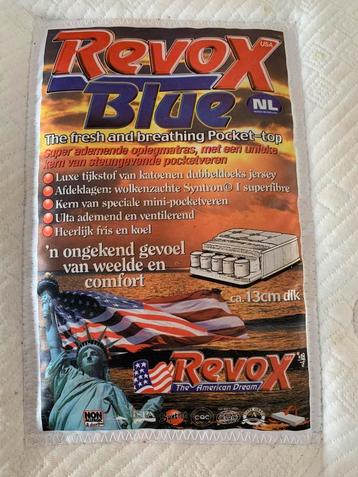 Revox
USA
Blue
NL
The fresh and breathing Pocket-top
Super ademende oplegmatras, met een unieke
kern van steungevende pocketveren
• Luxe tijkstof van katoenen dubbeldoeks jersey
• Afdeklagen: wolkenzachte Syntron® I superfibre
• Kern van speciale mini-pocketveren
• Ulta ademend en ventilerend
• Heerlijk fris en koel
'n ongekend gevoel
van weelde en
comfort
ca. 13cm dik
Revox
The American Dream
NON
CQC